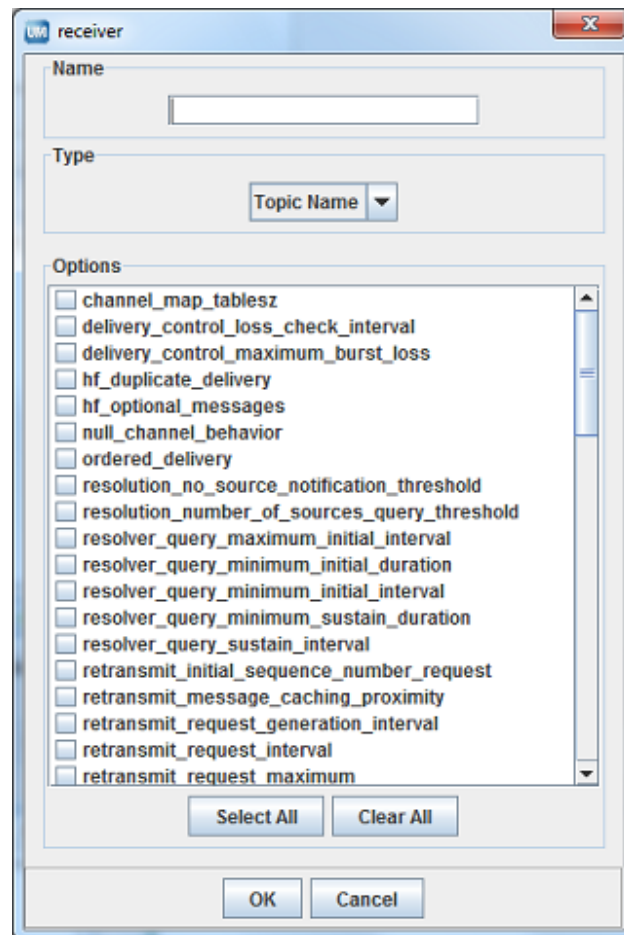 UM receiver
Name
Type
Topic Name
Options
channel_map_tablesz
delivery_control_loss_check_interval
delivery_control_maximum_burst_loss
hf_duplicate_delivery
hf_optional_messages
null_channel_behavior
ordered_delivery
resolution_no_source_notification_threshold
resolution_number_of_sources_query_threshold
resolver_query_maximum_initial_interval
resolver_query_minimum_initial_duration
resolver_query_minimum_initial_interval
resolver_query_minimum_sustain_duration
resolver_query_sustain_interval
retransmit_initial_sequence_number_request
retransmit_message_caching_proximity
retransmit_request_generation_interval
retransmit_request_interval
retransmit_request_maximum
Select All Clear All
OK Cancel